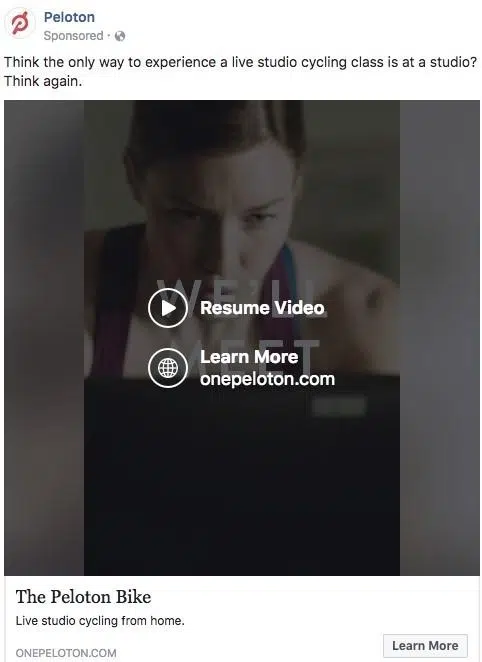 Peloton
Sponsored ·
Think the only way to experience a live studio cycling class is at a studio?
Think again.
WE'LL
Resume Video
MEET
Learn More
onepeloton.com
The Peloton Bike
Live studio cycling from home.
ONEPELOTON.COM
Learn More